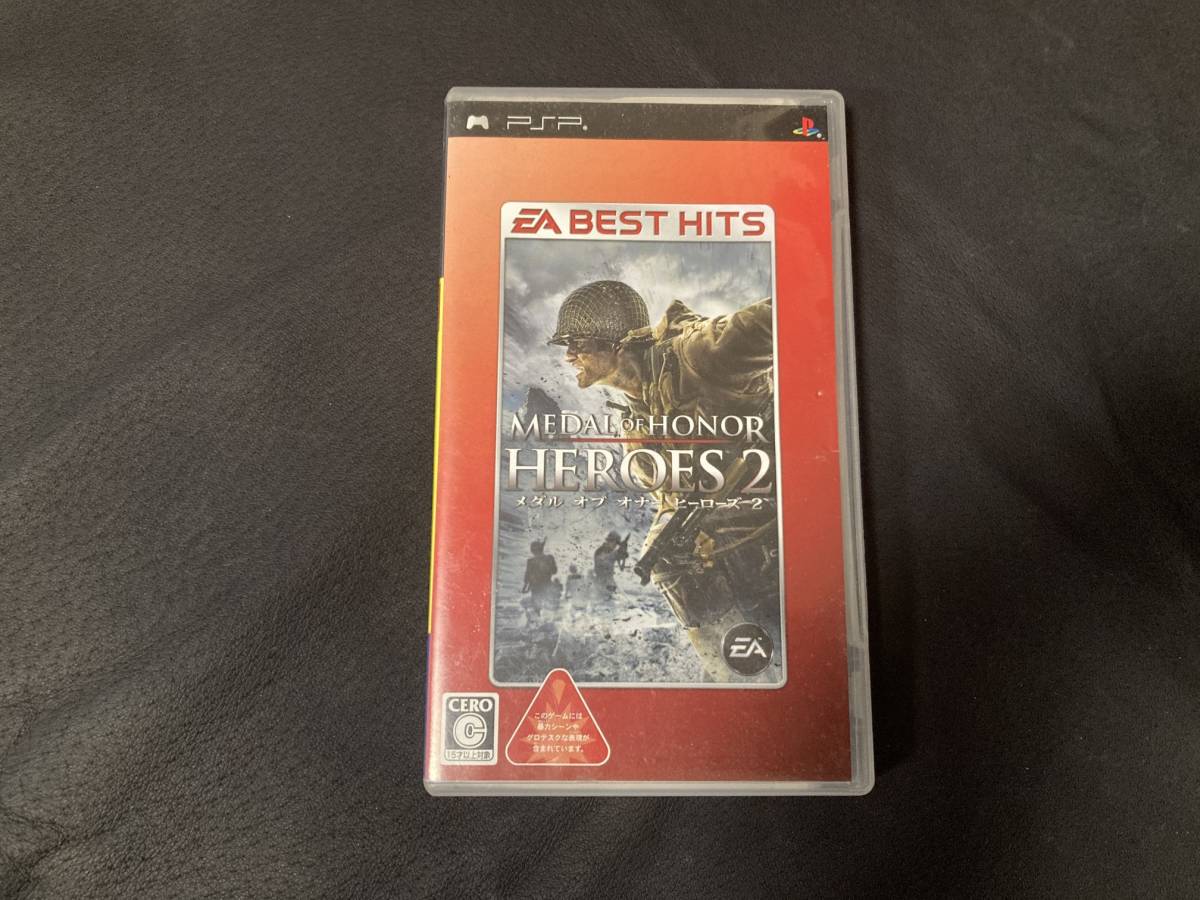 PSP
EA BEST HITS
MEDAL OF HONOR
HEROES 2
メダル オブ オナー ヒーローズ 2
EA
CERO
C
15才以上対象
このゲームには
暴力シーンや
グロテスクな表現が
含まれています。